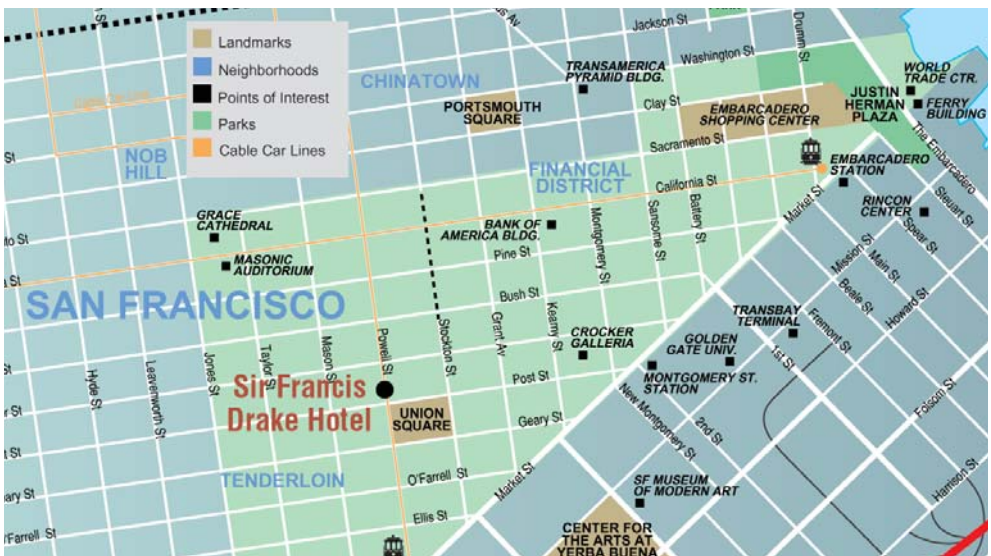 Jackson St
Drumm St
Washington St
Landmarks
Neighborhoods
Points of Interest
Parks
Cable Car Lines
CHINATOWN
TRANSAMERICA
PYRAMID BLDG.
WORLD
TRADE CTR.
PORTSMOUTH
SQUARE
Clay St
EMBARCADERO
SHOPPING CENTER
JUSTIN
HERMAN
PLAZA
FERRY
BUILDING
NOB
HILL
Sacramento St
The Embarcadero
FINANCIAL
DISTRICT
EMBARCADERO
STATION
California St
Market St
Steuart St
RINCON
CENTER
GRACE
CATHEDRAL
BANK OF
AMERICA BLDG.
Montgomery St
Sansome St
Battery St
Spear St
Mission St
Main St
MASONIC
AUDITORIUM
Pine St
Beale St
Howard St
SAN FRANCISCO
Bush St
TRANSBAY
TERMINAL
Fremont St
Powell St
Stockton St
Grant Av
Kearny St
CROCKER
GALLERIA
GOLDEN
GATE UNIV.
1st St
Hyde St
Leavenworth St
Jones St
Taylor St
Mason St
Post St
MONTGOMERY ST.
STATION
Sir Francis
Drake Hotel
New Montgomery St
Folsom St
UNION
SQUARE
Geary St
2nd St
TENDERLOIN
O'Farrell St
Market St
SF MUSEUM
OF MODERN ART
Harrison St
Ellis St
CENTER FOR
THE ARTS AT
YERBA BUENA
O'Farrell St